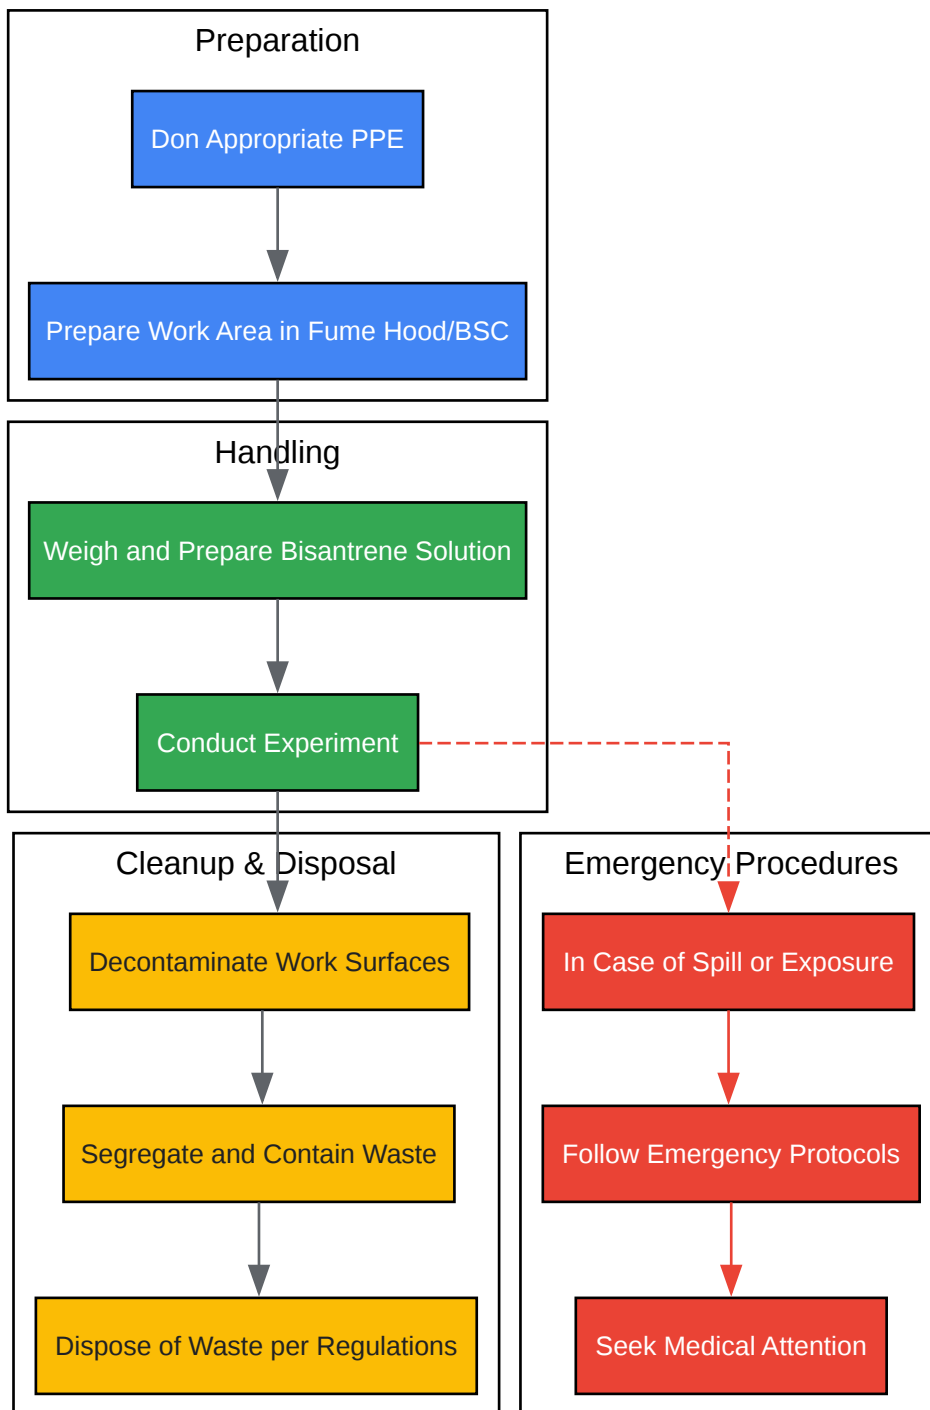 Preparation
Don Appropriate PPE
Prepare Work Area in Fume Hood/BSC
Handling
Weigh and Prepare Bisantrene Solution
Conduct Experiment
Cleanup & Disposal
Decontaminate Work Surfaces
Segregate and Contain Waste
Dispose of Waste per Regulations
Emergency Procedures
In Case of Spill or Exposure
Follow Emergency Protocols
Seek Medical Attention